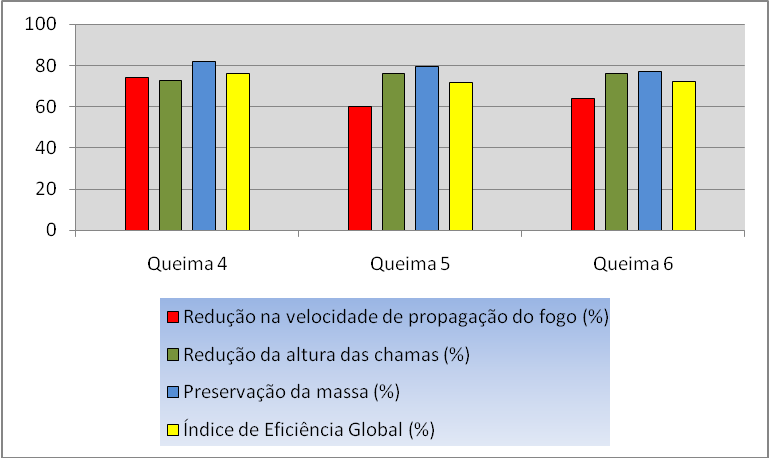 100
80
60
40
20
0
Queima 4 Queima 5 Queima 6
Redução na velocidade de propagação do fogo (%)
Redução da altura das chamas (%)
Preservação da massa (%)
Índice de Eficiência Global (%)